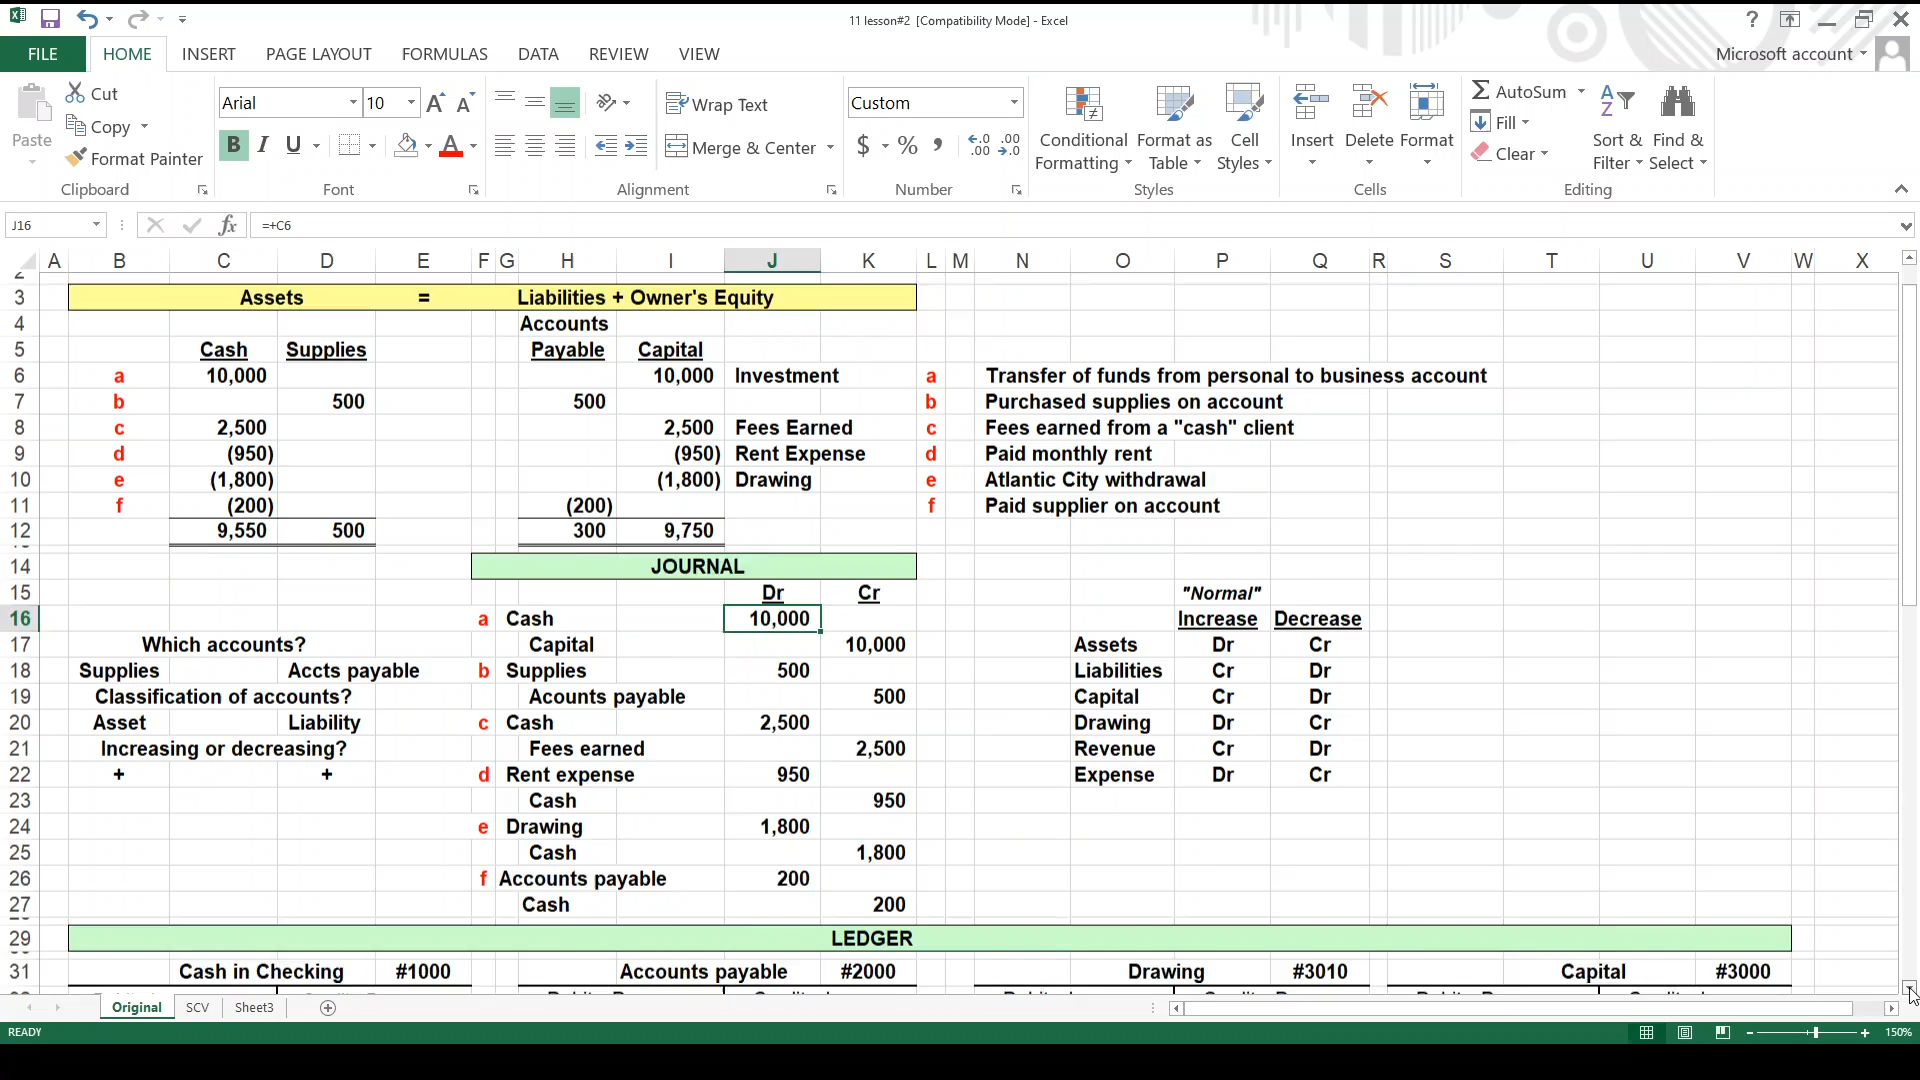 11 lesson#2 [Compatibility Mode] - Excel
?
FILE HOME INSERT PAGE LAYOUT FORMULAS DATA REVIEW VIEW Microsoft account
Paste Cut Copy Format Painter Clipboard
Arial 10 A A B I U A Font
Wrap Text Merge & Center Alignment
Custom $ % , Number
Conditional Formatting Format as Table Cell Styles Styles
Insert Delete Format Cells
AutoSum Fill Clear Sort & Filter Find & Select Editing
J16 fx =+C6
A B C D E F G H I J K L M N O P Q R S T U V W X
2
3 Assets = Liabilities + Owner's Equity
4 Accounts
5 Cash Supplies Payable Capital
6 a 10,000 10,000 Investment a Transfer of funds from personal to business account
7 b 500 500 b Purchased supplies on account
8 c 2,500 2,500 Fees Earned c Fees earned from a "cash" client
9 d (950) (950) Rent Expense d Paid monthly rent
10 e (1,800) (1,800) Drawing e Atlantic City withdrawal
11 f (200) (200) f Paid supplier on account
12 9,550 500 300 9,750
14 JOURNAL
15 Dr Cr "Normal"
16 a Cash 10,000 Increase Decrease
17 Which accounts? Capital 10,000 Assets Dr Cr
18 Supplies Accts payable b Supplies 500 Liabilities Cr Dr
19 Classification of accounts? Acounts payable 500 Capital Cr Dr
20 Asset Liability c Cash 2,500 Drawing Dr Cr
21 Increasing or decreasing? Fees earned 2,500 Revenue Cr Dr
22 + + d Rent expense 950 Expense Dr Cr
23 Cash 950
24 e Drawing 1,800
25 Cash 1,800
26 f Accounts payable 200
27 Cash 200
29 LEDGER
31 Cash in Checking #1000 Accounts payable #2000 Drawing #3010 Capital #3000
Original SCV Sheet3
READY 150%